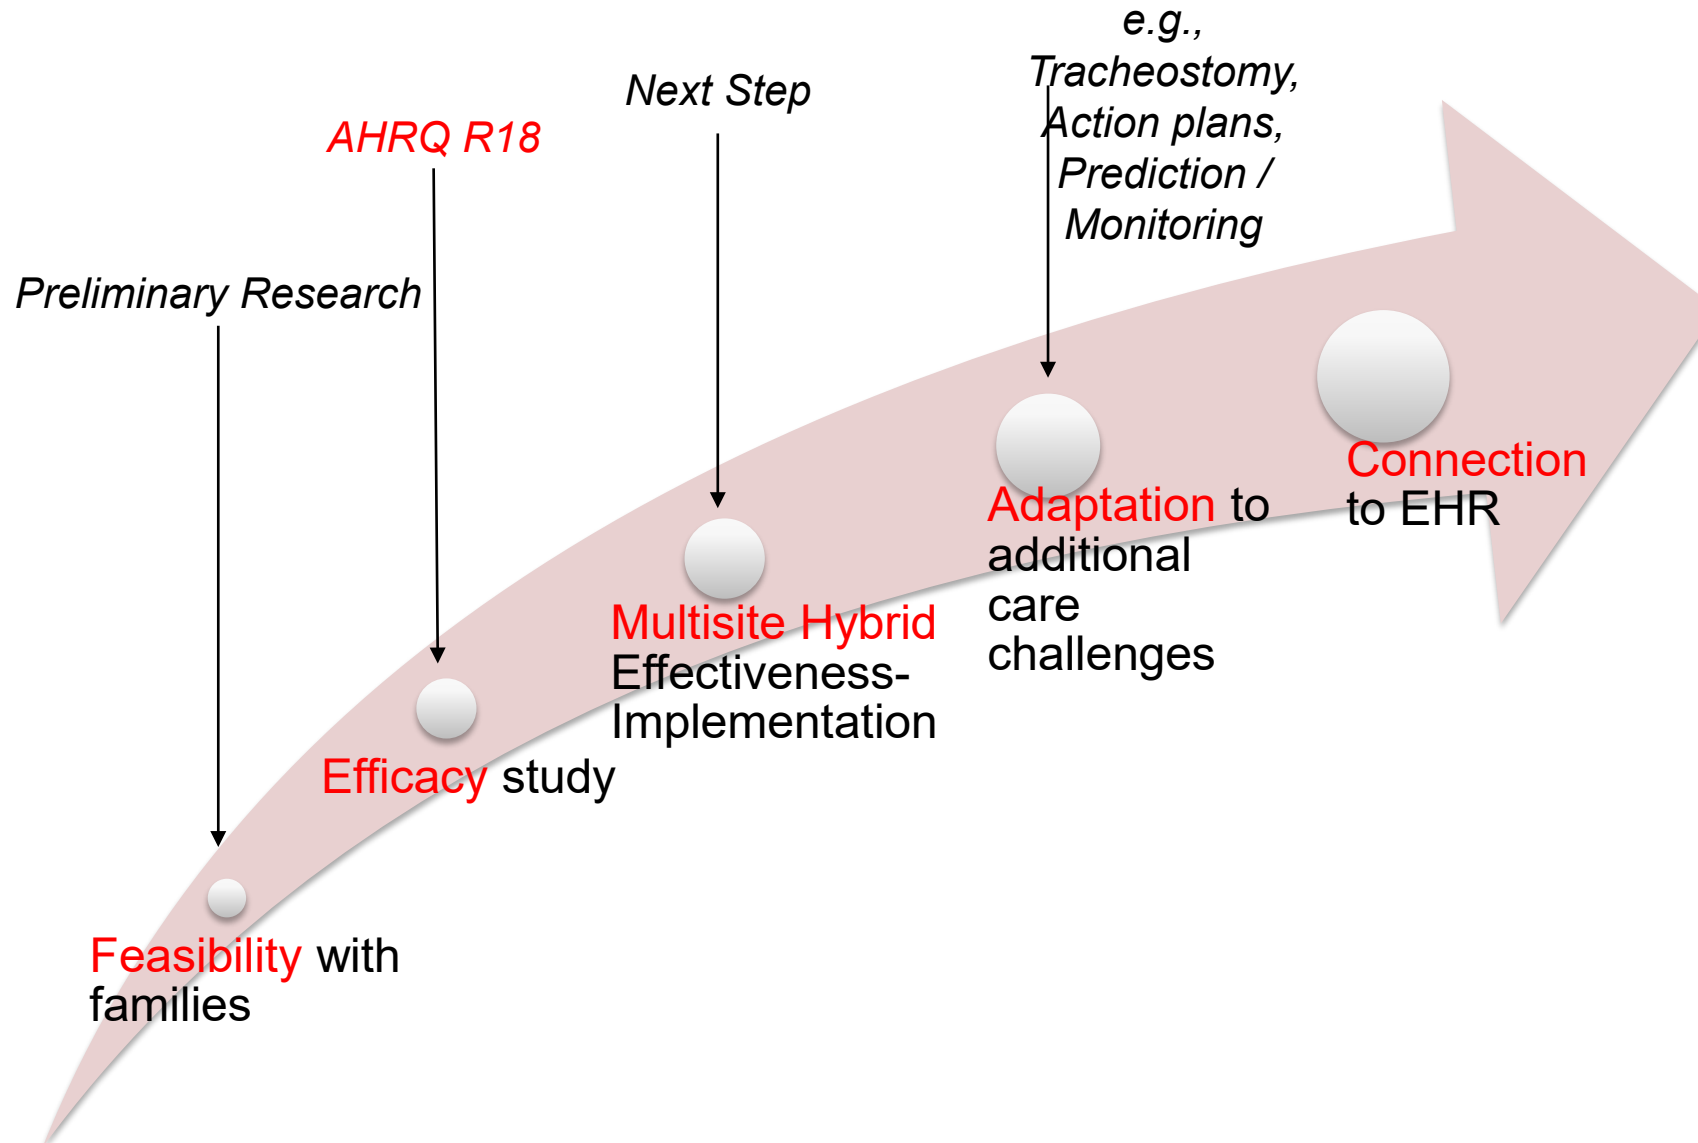 Preliminary Research
AHRQ R18
Next Step
e.g.,
Tracheostomy,
Action plans,
Prediction /
Monitoring
Feasibility with
families
Efficacy study
Multisite Hybrid
Effectiveness-
Implementation
Adaptation to
additional
care
challenges
Connection
to EHR